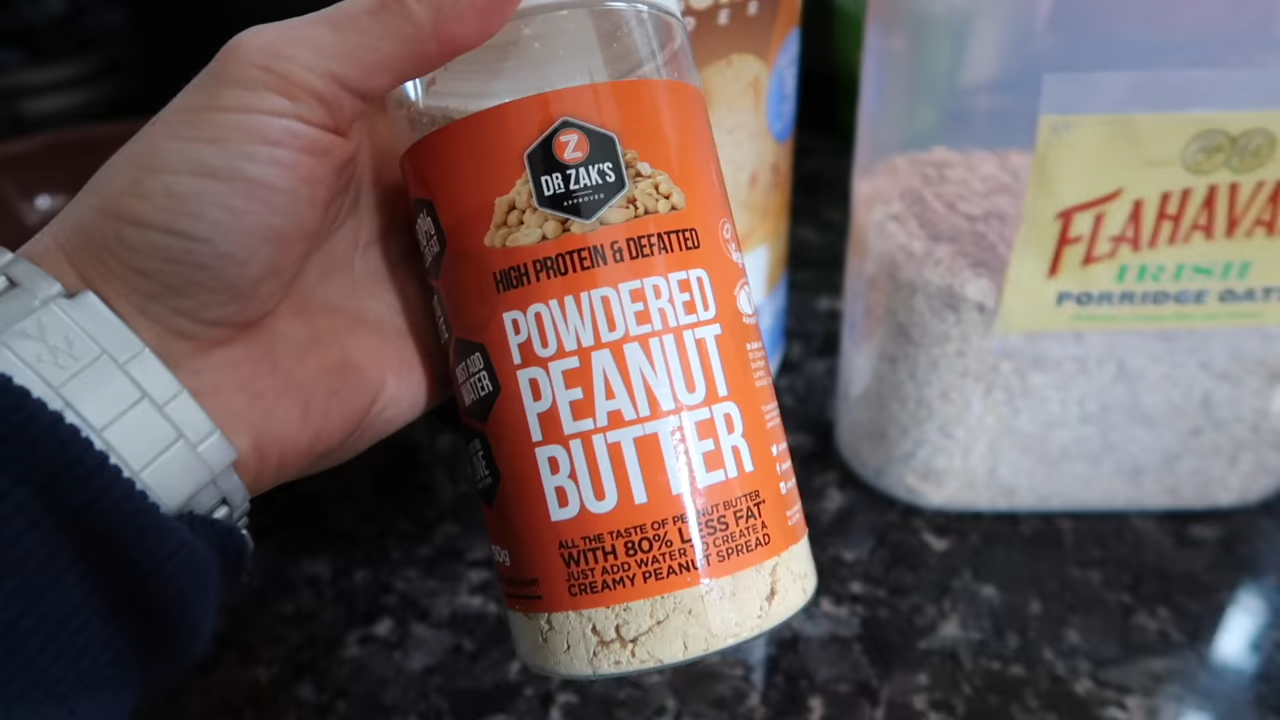 Z
DR ZAK'S
APPROVED
HIGH PROTEIN & DEFATTED
POWDERED
PEANUT
BUTTER
JUST ADD
WATER
ALL THE TASTE OF PEANUT BUTTER
WITH 80% LESS FAT*
JUST ADD WATER TO CREATE A
CREAMY PEANUT SPREAD
FLAHAVA
IRISH
PORRIDGE OAT